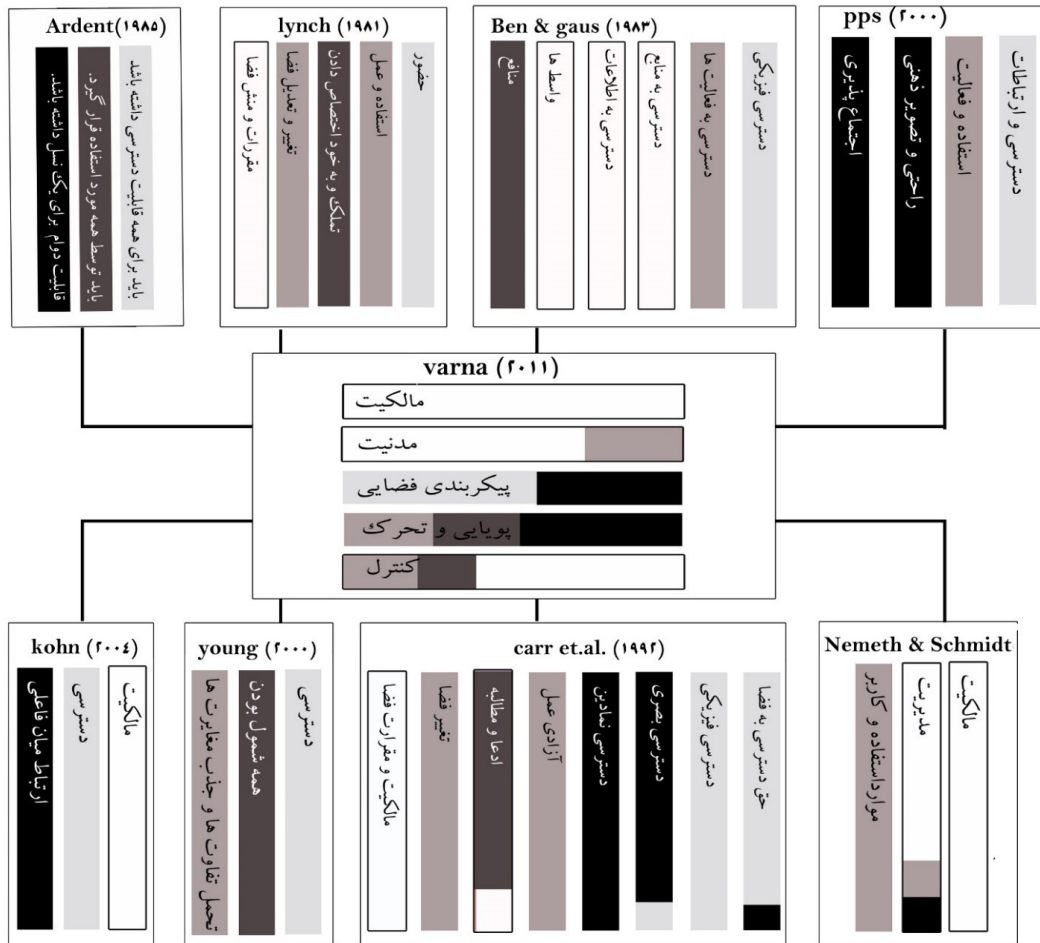 Ardent(۱۹۸۵)
باید برای همه قابلیت دسترسی داشته باشد
باید توسط همه مورد استفاده قرار گیرد.
قابلیت دوام برای یک نسل داشته باشد.
lynch (۱۹۸۱)
حضور
استفاده و عمل
تملک و به خود اختصاص دادن
تغییر و تعدیل فضا
مقررات و منش فضا
Ben & gaus (۱۹۸۳)
دسترسی فیزیکی
دسترسی به فعالیت ها
دسترسی به منابع
دسترسی به اطلاعات
واسط ها
منافع
pps (۲۰۰۰)
دسترسی و ارتباطات
استفاده و فعالیت
راحتی و تصویر ذهنی
اجتماع پذیری
varna (۲۰۱۱)
مالکیت
مدنیت
پیکربندی فضایی
پویایی و تحرک
کنترل
kohn (۲۰۰٤)
مالکیت
دسترسی
ارتباط میان فاعلی
young (۲۰۰۰)
دسترسی
همه شمول بودن
تحمل تفاوت ها و جذب مغایرت ها
carr et.al. (۱۹۹۲)
حق دسترسی به فضا
دسترسی فیزیکی
دسترسی بصری
دسترسی نمادین
آزادی عمل
ادعا و مطالبه
تغییر فضا
مالکیت و مقرارت فضا
Nemeth & Schmidt
مالکیت
مدیریت
موارداستفاده و کاربر